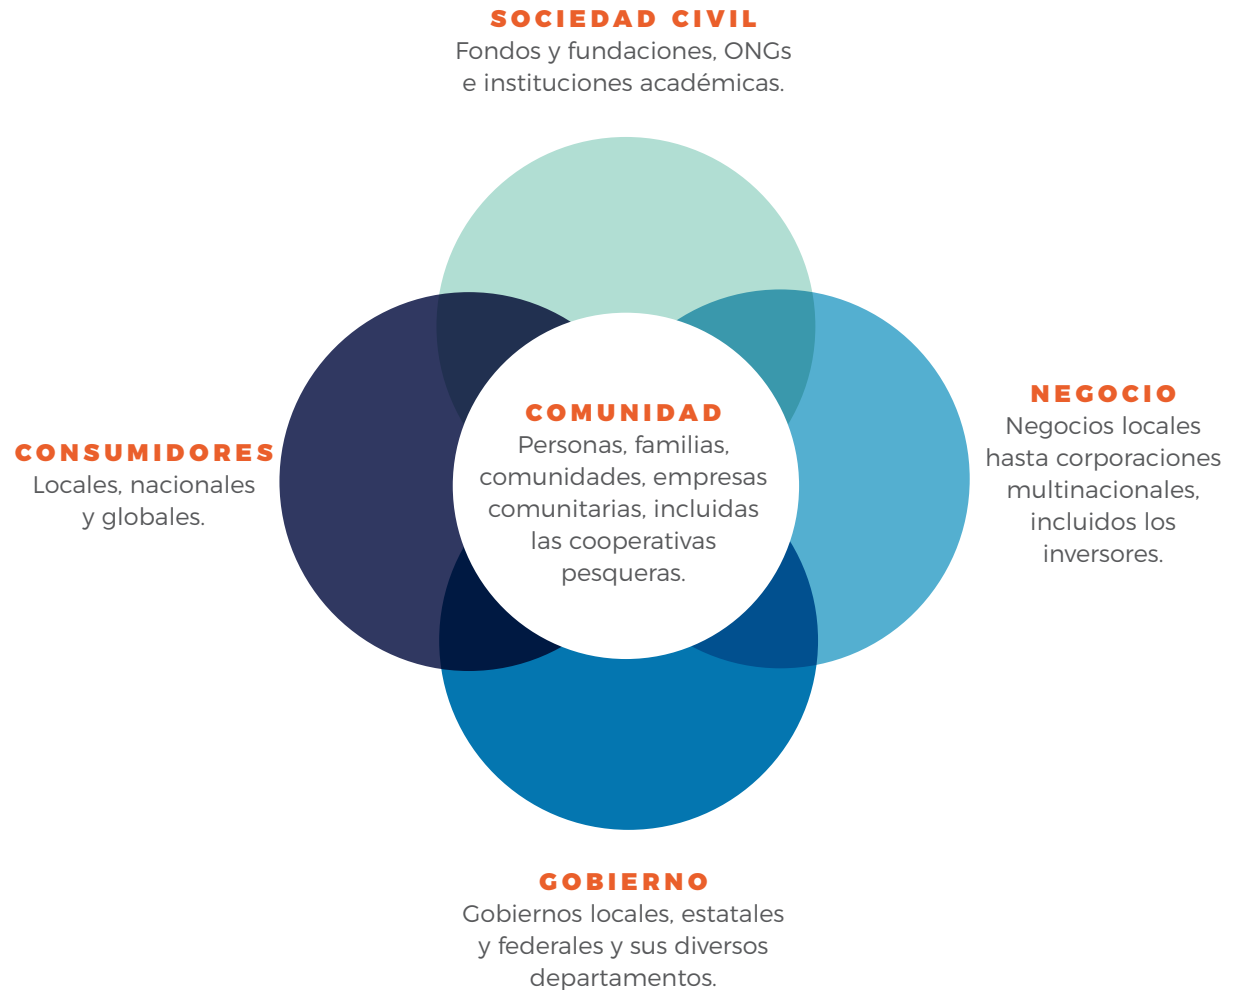 SOCIEDAD CIVIL
Fondos y fundaciones, ONGs
e instituciones académicas.
CONSUMIDORES
Locales, nacionales
y globales.
COMUNIDAD
Personas, familias,
comunidades, empresas
comunitarias, incluidas
las cooperativas
pesqueras.
NEGOCIO
Negocios locales
hasta corporaciones
multinacionales,
incluidos los
inversores.
GOBIERNO
Gobiernos locales, estatales
y federales y sus diversos
departamentos.